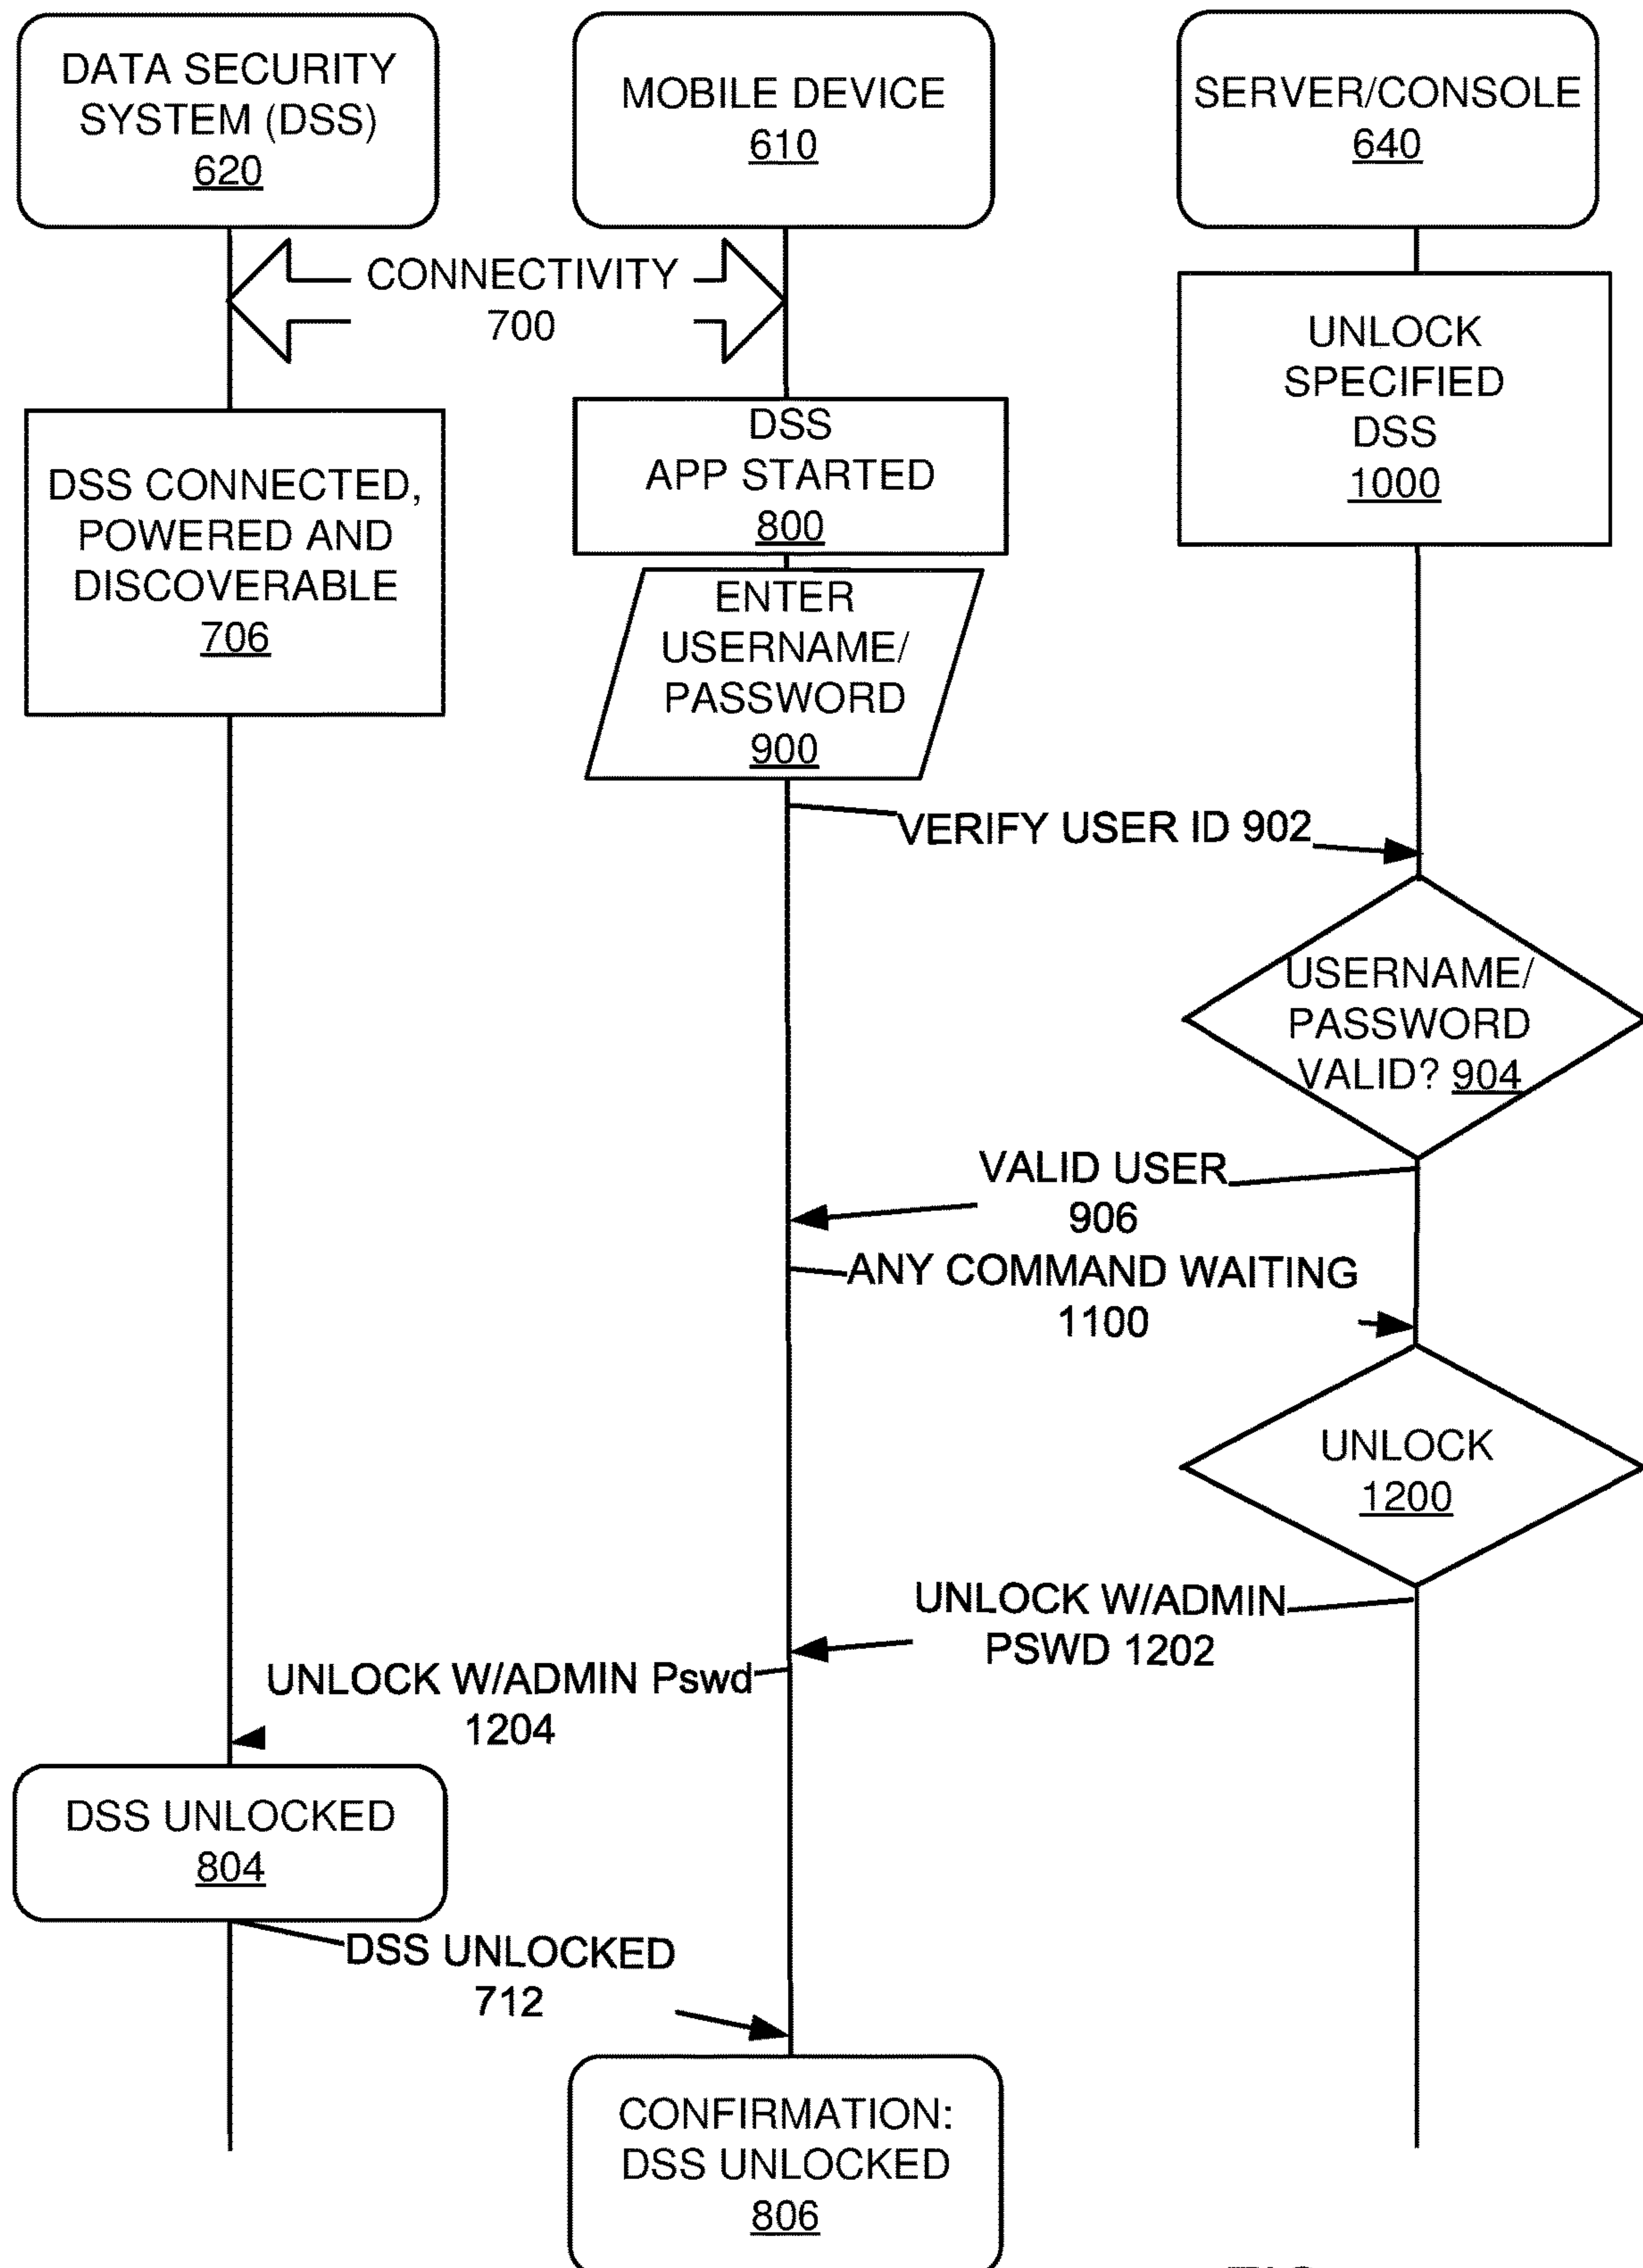 DATA SECURITY
SYSTEM (DSS)
620
MOBILE DEVICE
610
SERVER/CONSOLE
640
CONNECTIVITY
700
UNLOCK
SPECIFIED
DSS
1000
DSS CONNECTED,
POWERED AND
DISCOVERABLE
706
DSS
APP STARTED
800
ENTER
USERNAME/
PASSWORD
900
VERIFY USER ID 902
USERNAME/
PASSWORD
VALID? 904
VALID USER
906
ANY COMMAND WAITING
1100
UNLOCK
1200
UNLOCK W/ADMIN
PSWD 1202
UNLOCK W/ADMIN Pswd
1204
DSS UNLOCKED
804
DSS UNLOCKED
712
CONFIRMATION:
DSS UNLOCKED
806